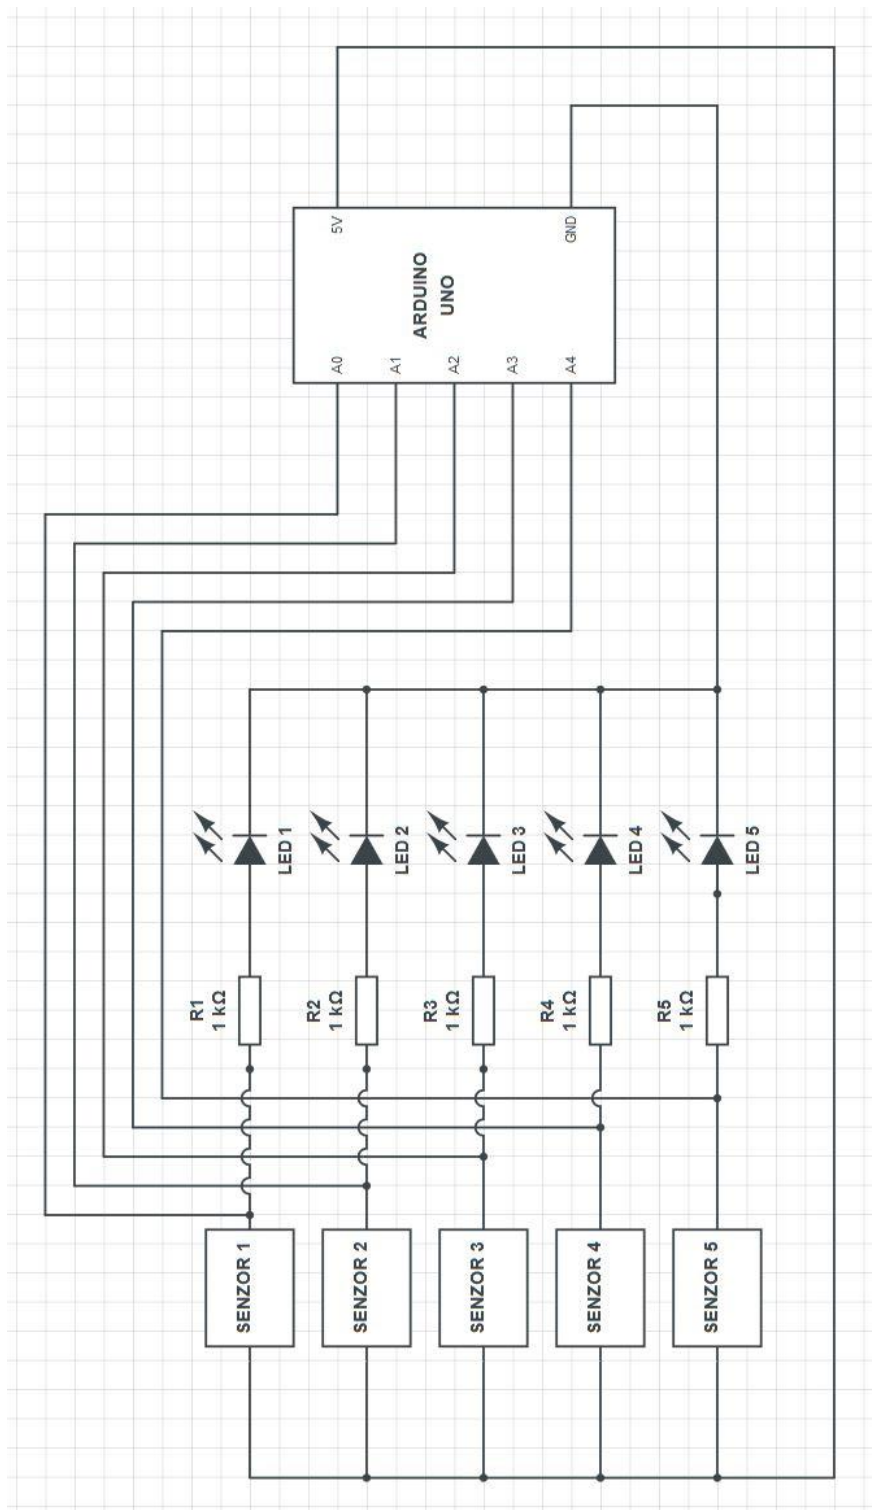 5V
GND
ARDUINO
UNO
A0
A1
A2
A3
A4
LED 1
LED 2
LED 3
LED 4
LED 5
R1
1 kΩ
R2
1 kΩ
R3
1 kΩ
R4
1 kΩ
R5
1 kΩ
SENZOR 1
SENZOR 2
SENZOR 3
SENZOR 4
SENZOR 5